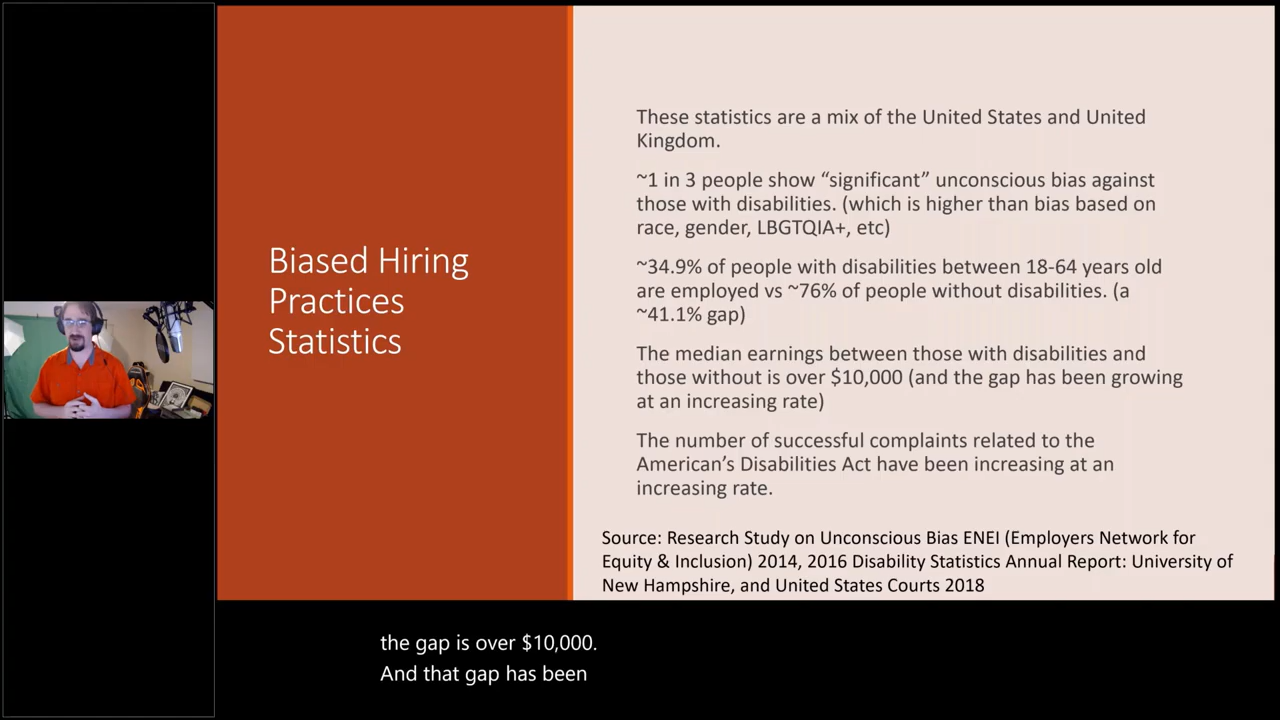 Biased Hiring
Practices
Statistics
These statistics are a mix of the United States and United
Kingdom.
~1 in 3 people show “significant” unconscious bias against
those with disabilities. (which is higher than bias based on
race, gender, LBGTQIA+, etc)
~34.9% of people with disabilities between 18-64 years old
are employed vs ~76% of people without disabilities. (a
~41.1% gap)
The median earnings between those with disabilities and
those without is over $10,000 (and the gap has been growing
at an increasing rate)
The number of successful complaints related to the
American’s Disabilities Act have been increasing at an
increasing rate.
Source: Research Study on Unconscious Bias ENEI (Employers Network for
Equity & Inclusion) 2014, 2016 Disability Statistics Annual Report: University of
New Hampshire, and United States Courts 2018
the gap is over $10,000.
And that gap has been